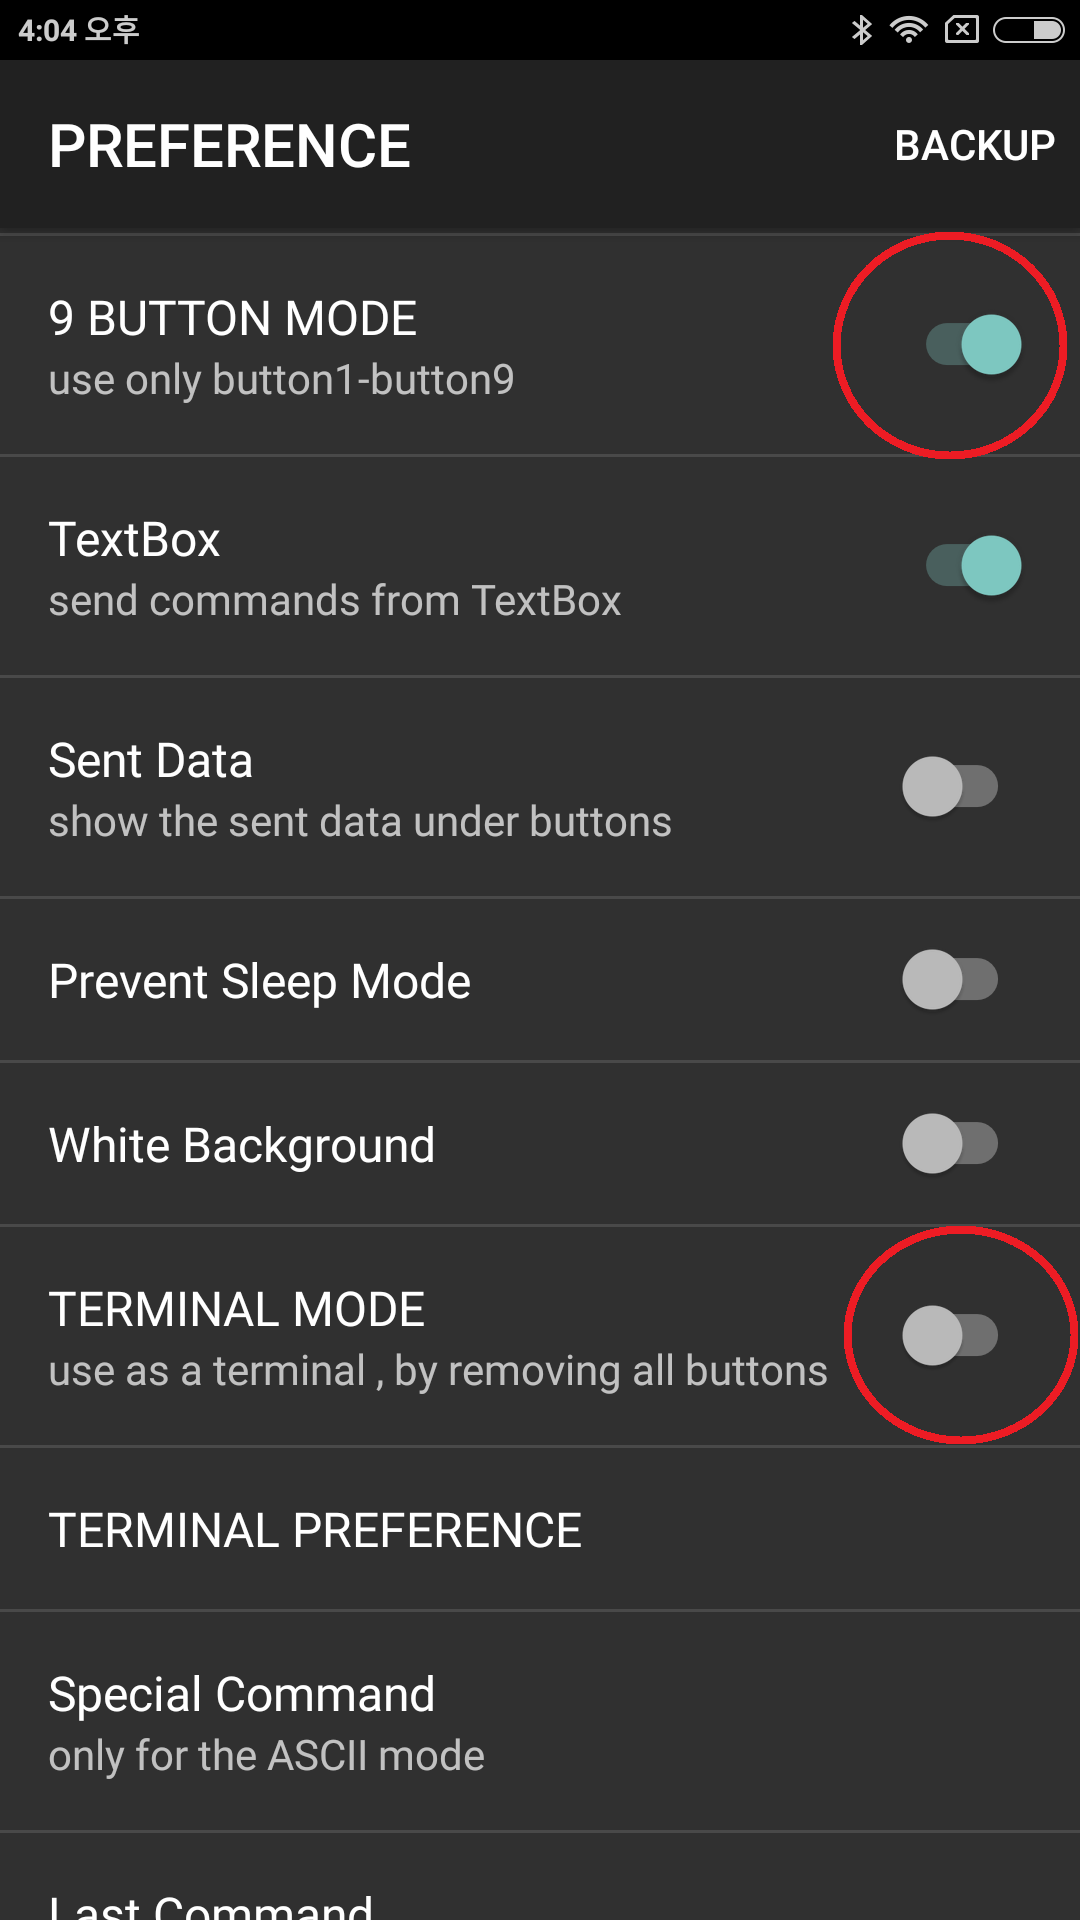 4:04 오후
PREFERENCE
BACKUP
9 BUTTON MODE
use only button1-button9
TextBox
send commands from TextBox
Sent Data
show the sent data under buttons
Prevent Sleep Mode
White Background
TERMINAL MODE
use as a terminal , by removing all buttons
TERMINAL PREFERENCE
Special Command
only for the ASCII mode
Last Command